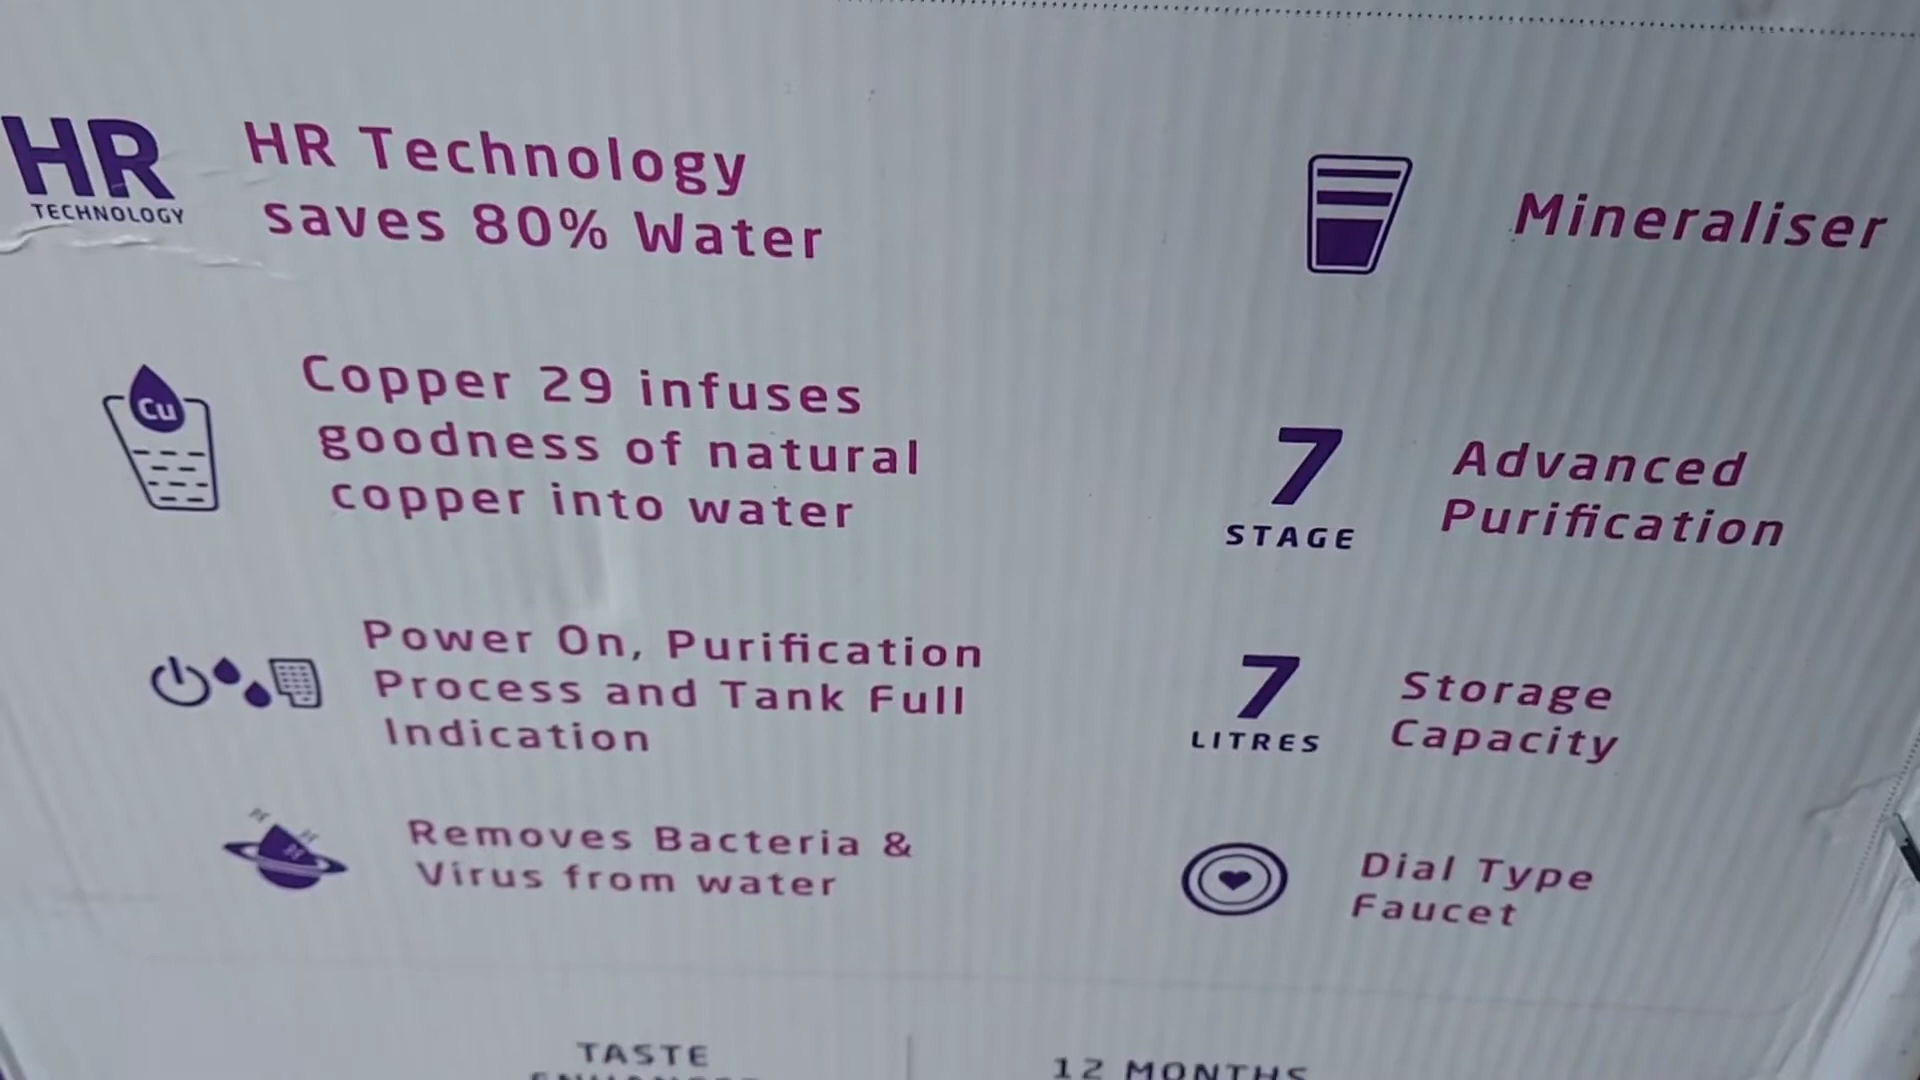 HR
TECHNOLOGY
HR Technology
saves 80% Water
Mineraliser
Cu
Copper 29 infuses
goodness of natural
copper into water
7
STAGE
Advanced
Purification
Power On, Purification
Process and Tank Full
Indication
7
LITRES
Storage
Capacity
Removes Bacteria &
Virus from water
Dial Type
Faucet
TASTE
12 MONTHS